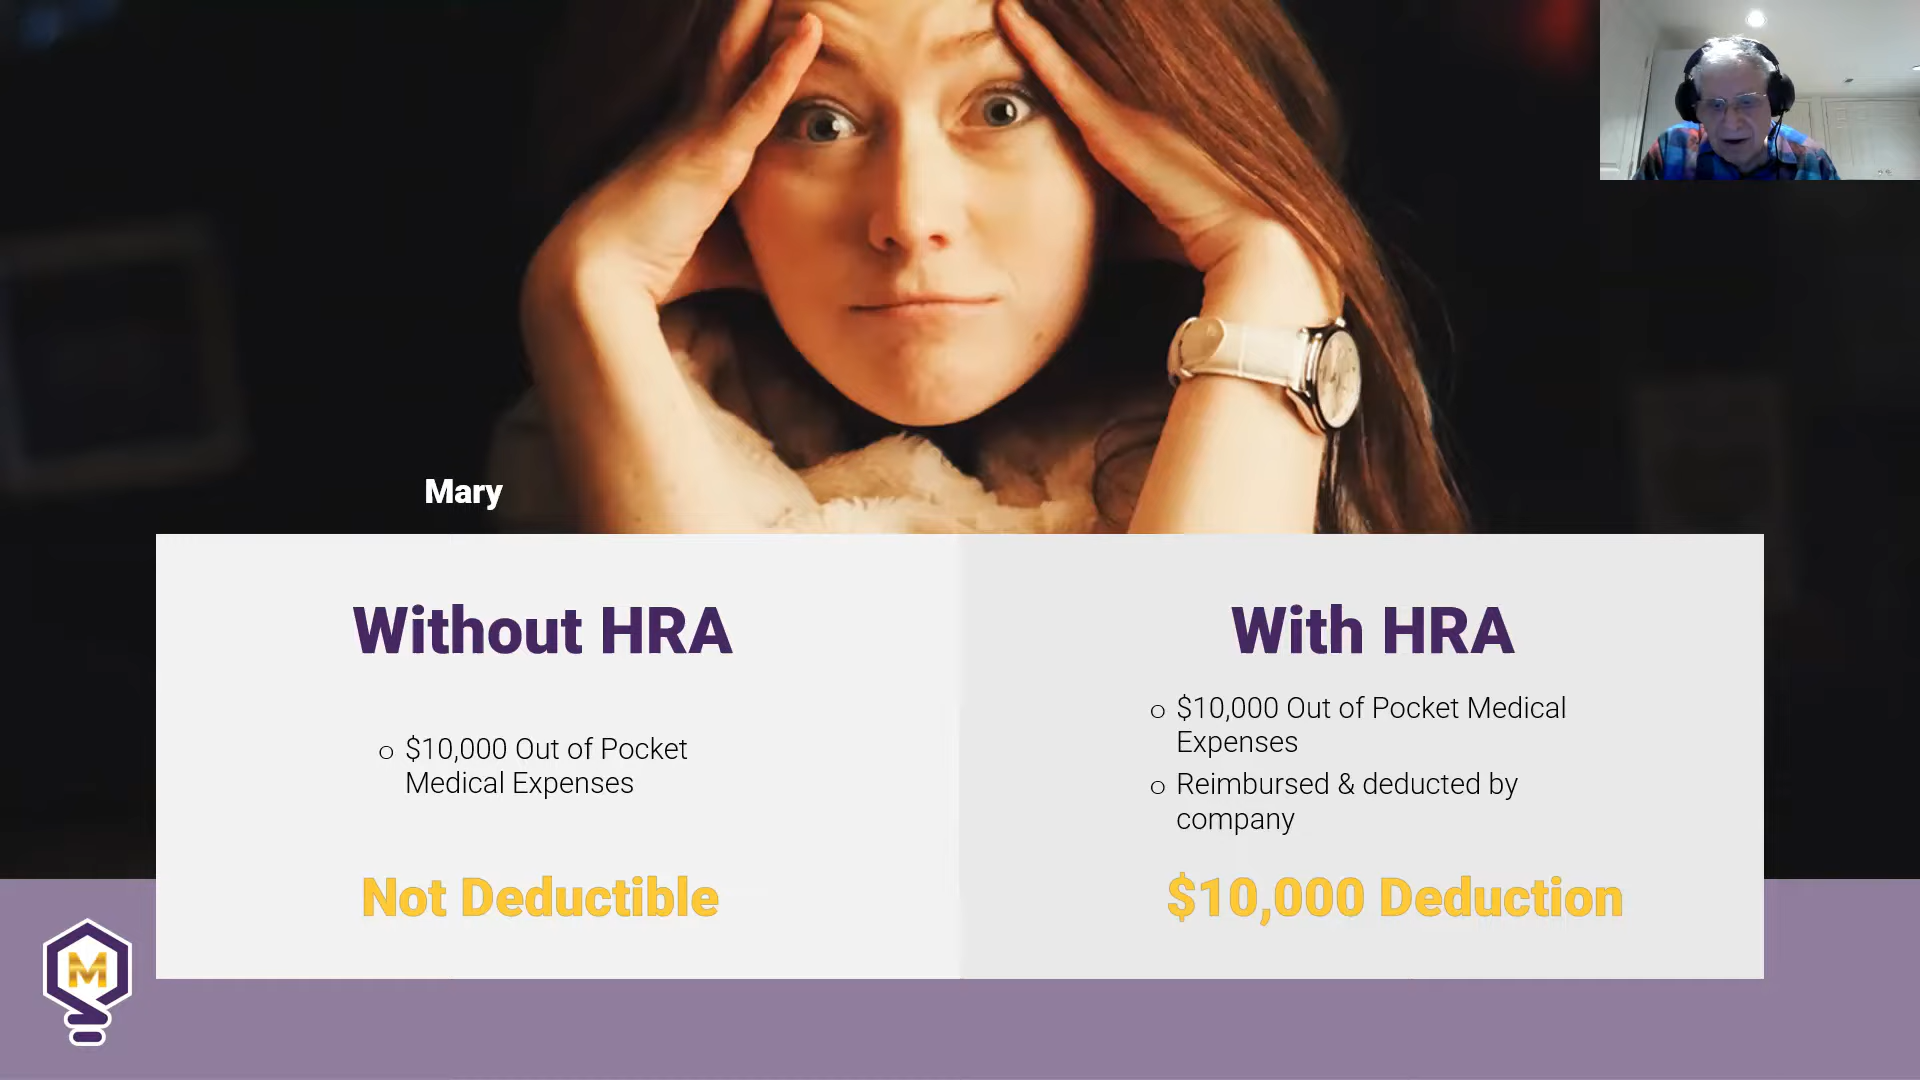 Mary
Without HRA
o $10,000 Out of Pocket
Medical Expenses
Not Deductible
With HRA
o $10,000 Out of Pocket Medical
Expenses
o Reimbursed & deducted by
company
$10,000 Deduction
M